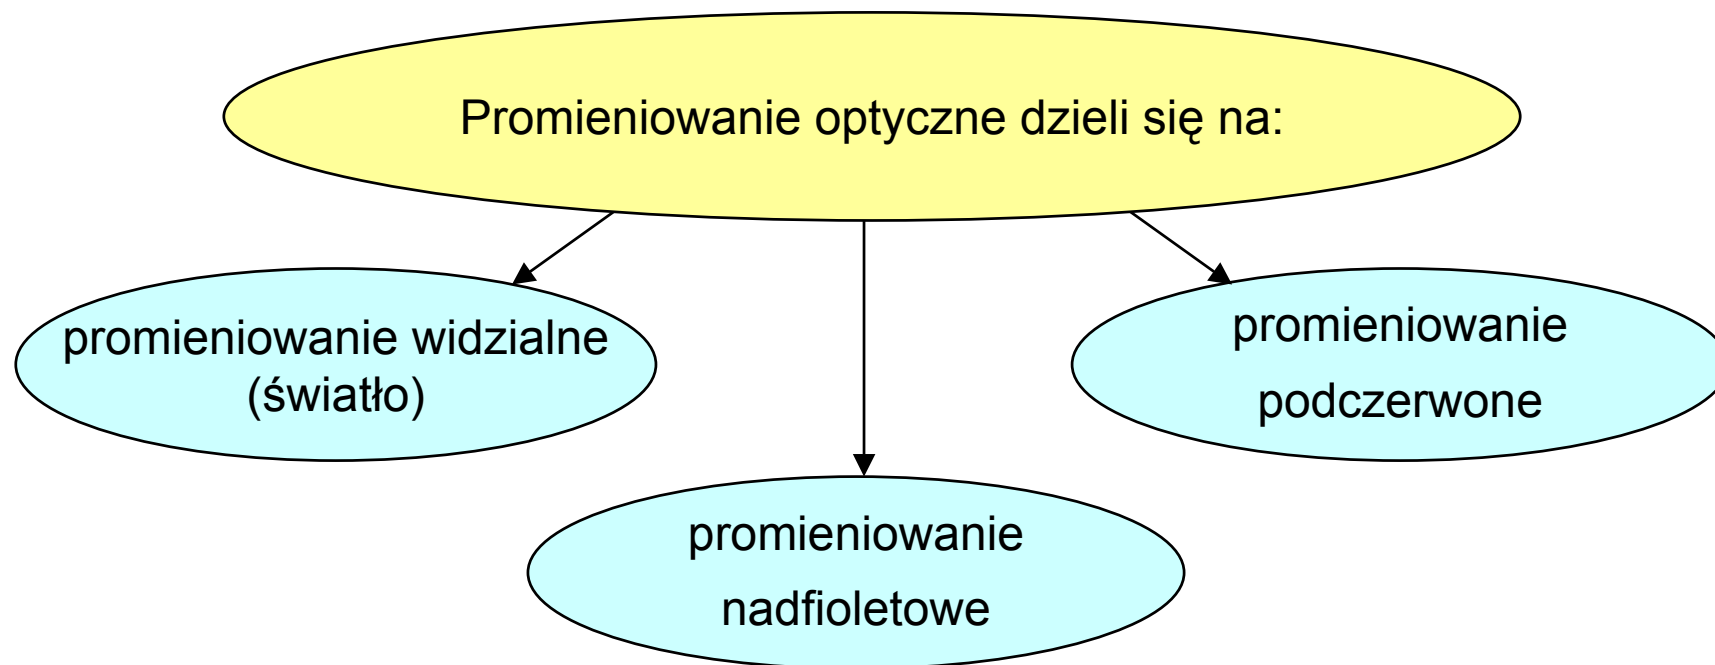 Promieniowanie optyczne dzieli się na:
promieniowanie widzialne
(światło)
promieniowanie
podczerwone
promieniowanie
nadfioletowe